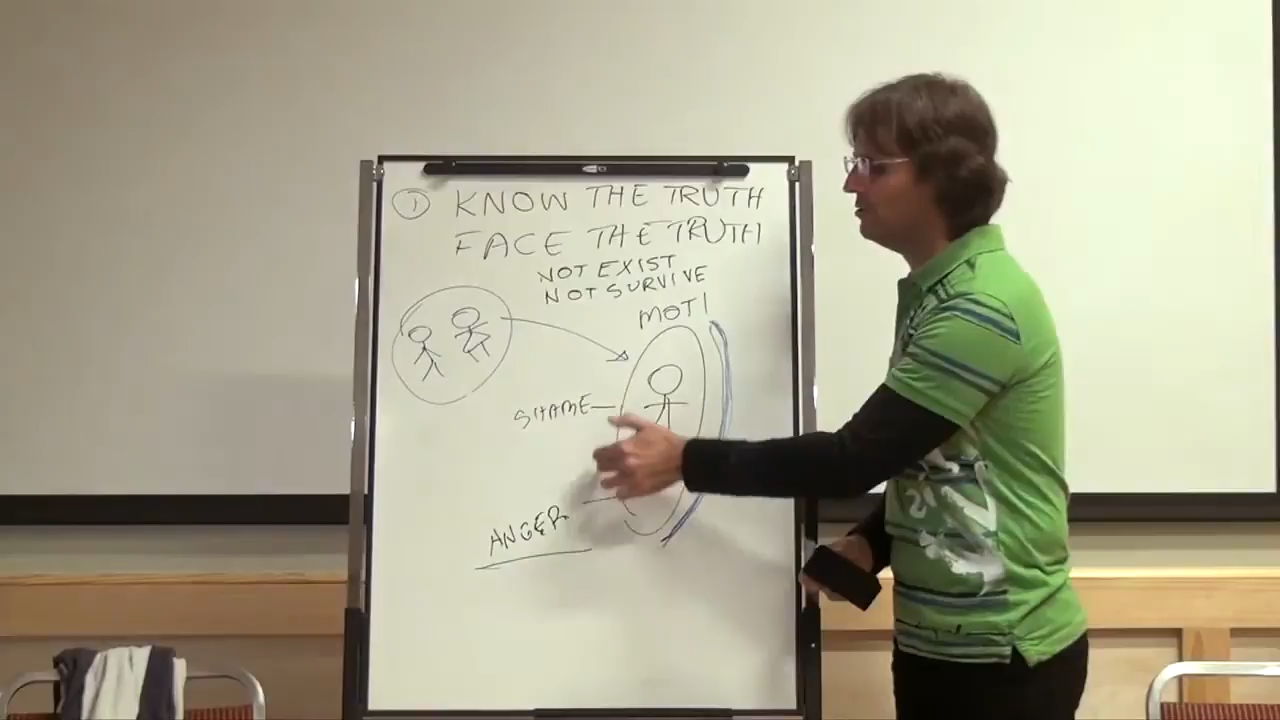 1 KNOW THE TRUTH
FACE THE TRUTH
NOT EXIST
NOT SURVIVE
MOTI
SHAME
ANGER